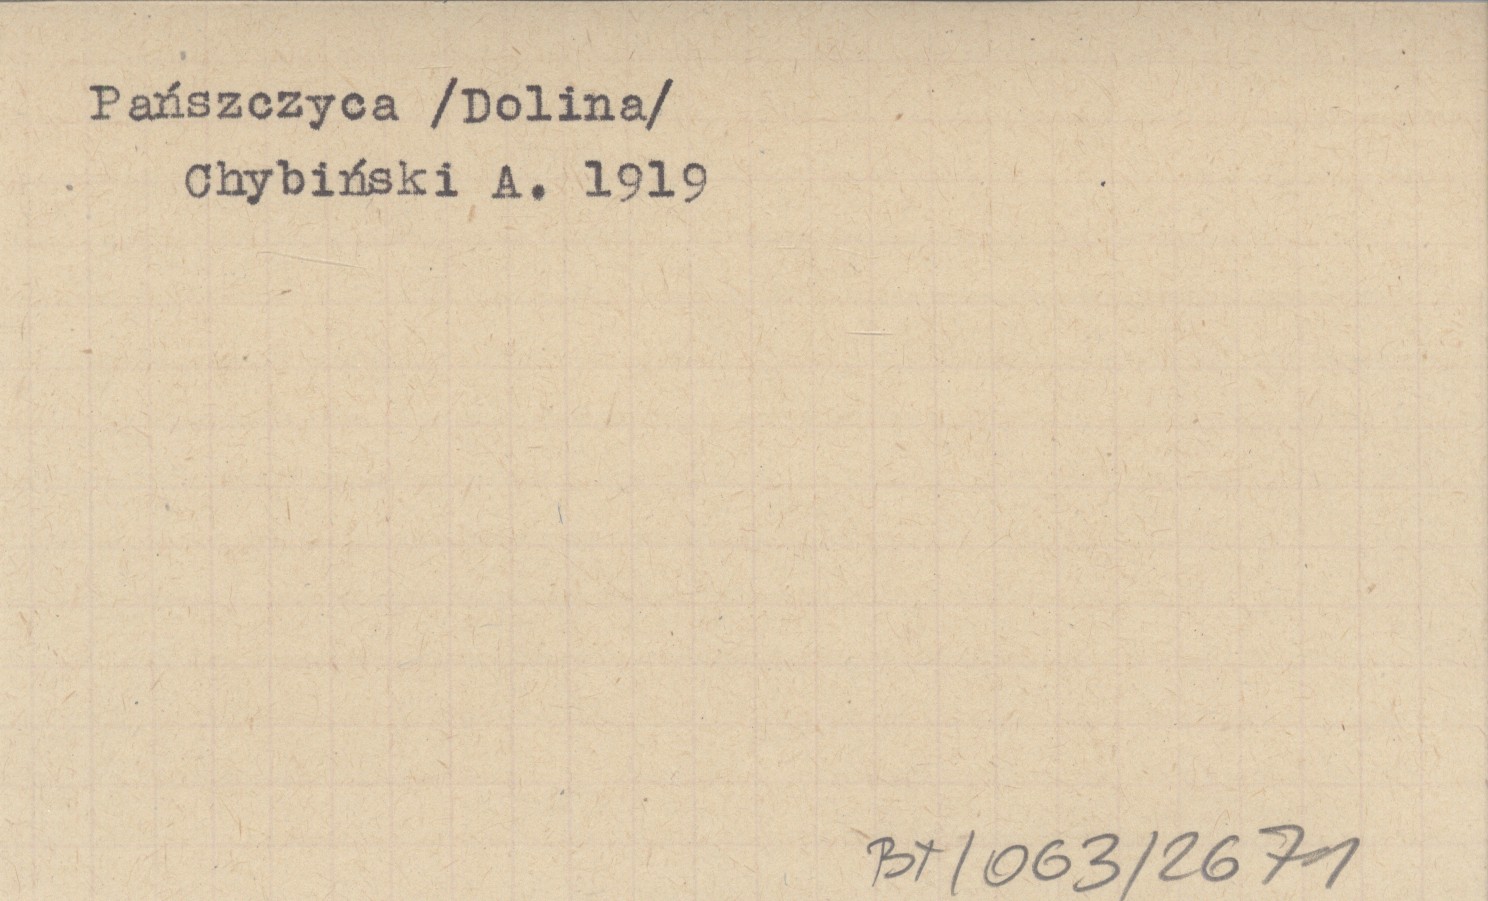 Pańszczyca /Dolina/
Chybiński A. 1919
BT/063/2671